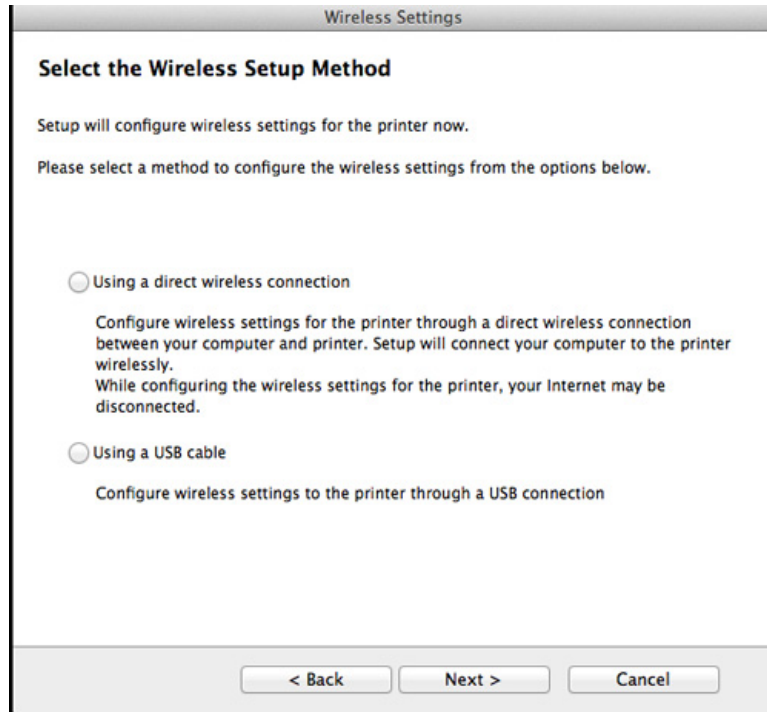 Wireless Settings
Select the Wireless Setup Method
Setup will configure wireless settings for the printer now.
Please select a method to configure the wireless settings from the options below.
Using a direct wireless connection
Configure wireless settings for the printer through a direct wireless connection
between your computer and printer. Setup will connect your computer to the printer
wirelessly.
While configuring the wireless settings for the printer, your Internet may be
disconnected.
Using a USB cable
Configure wireless settings to the printer through a USB connection
< Back Next > Cancel